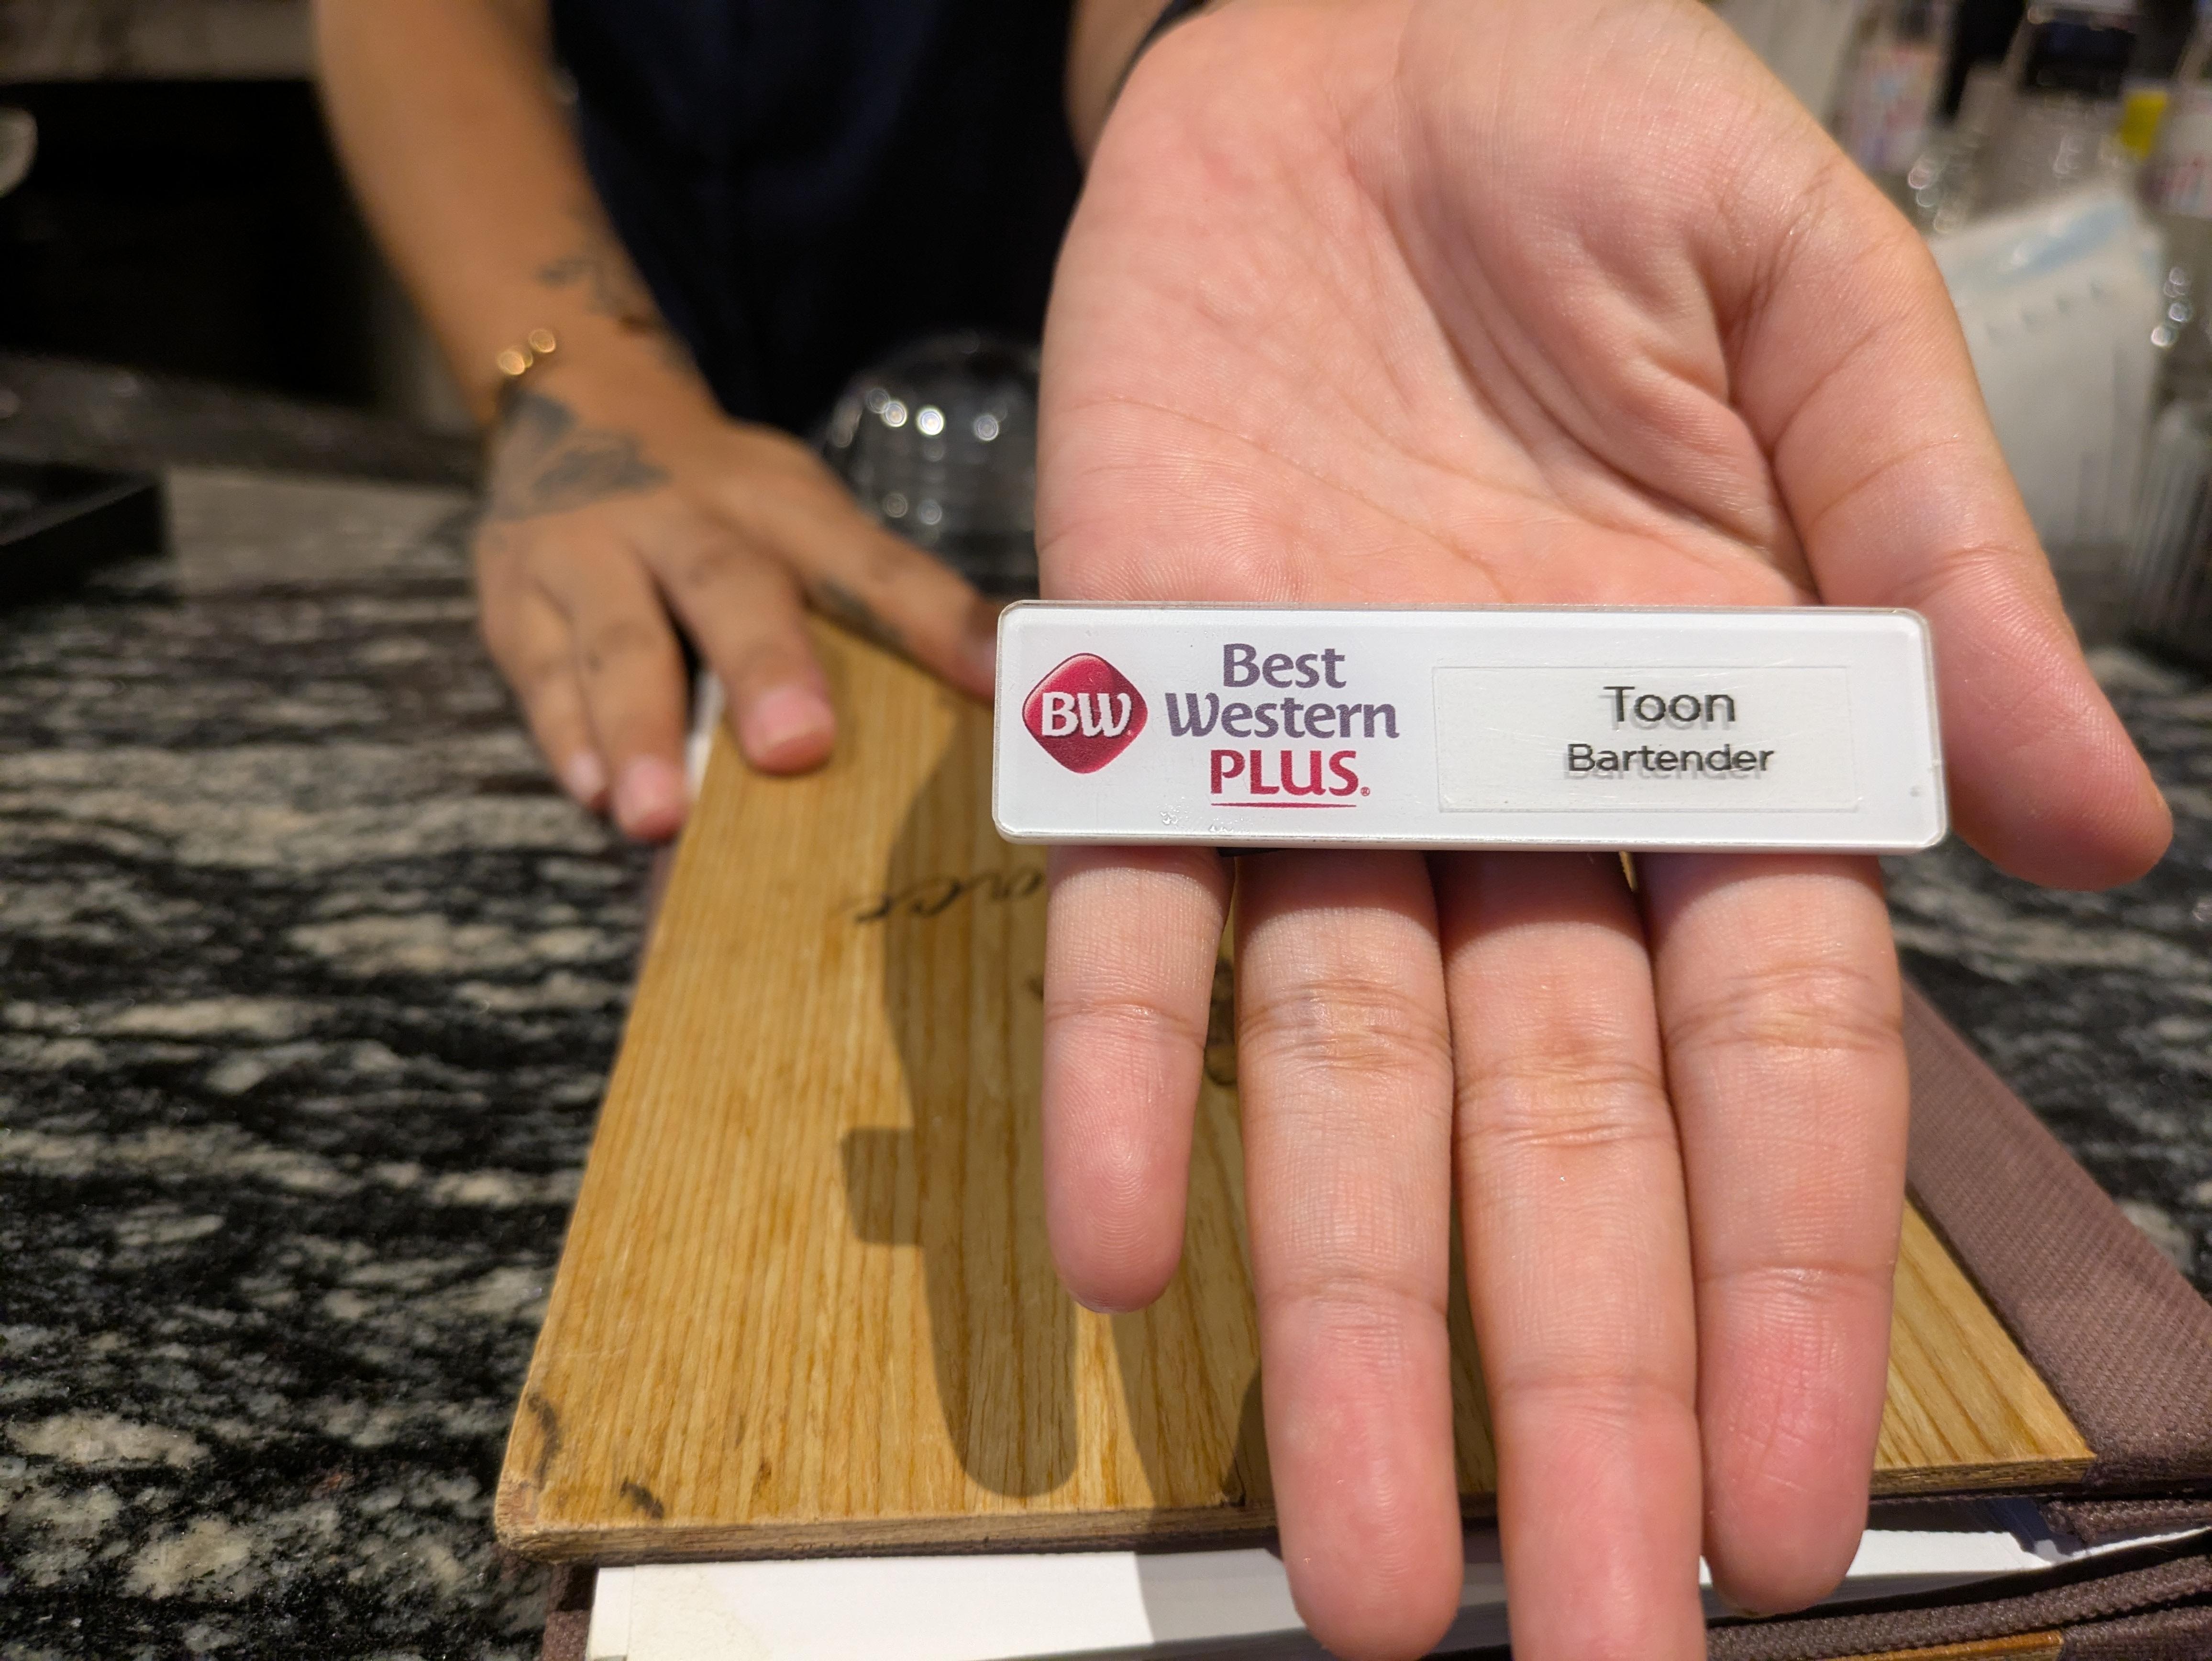 BW
Best
Western
PLUS®
Toon
Bartender